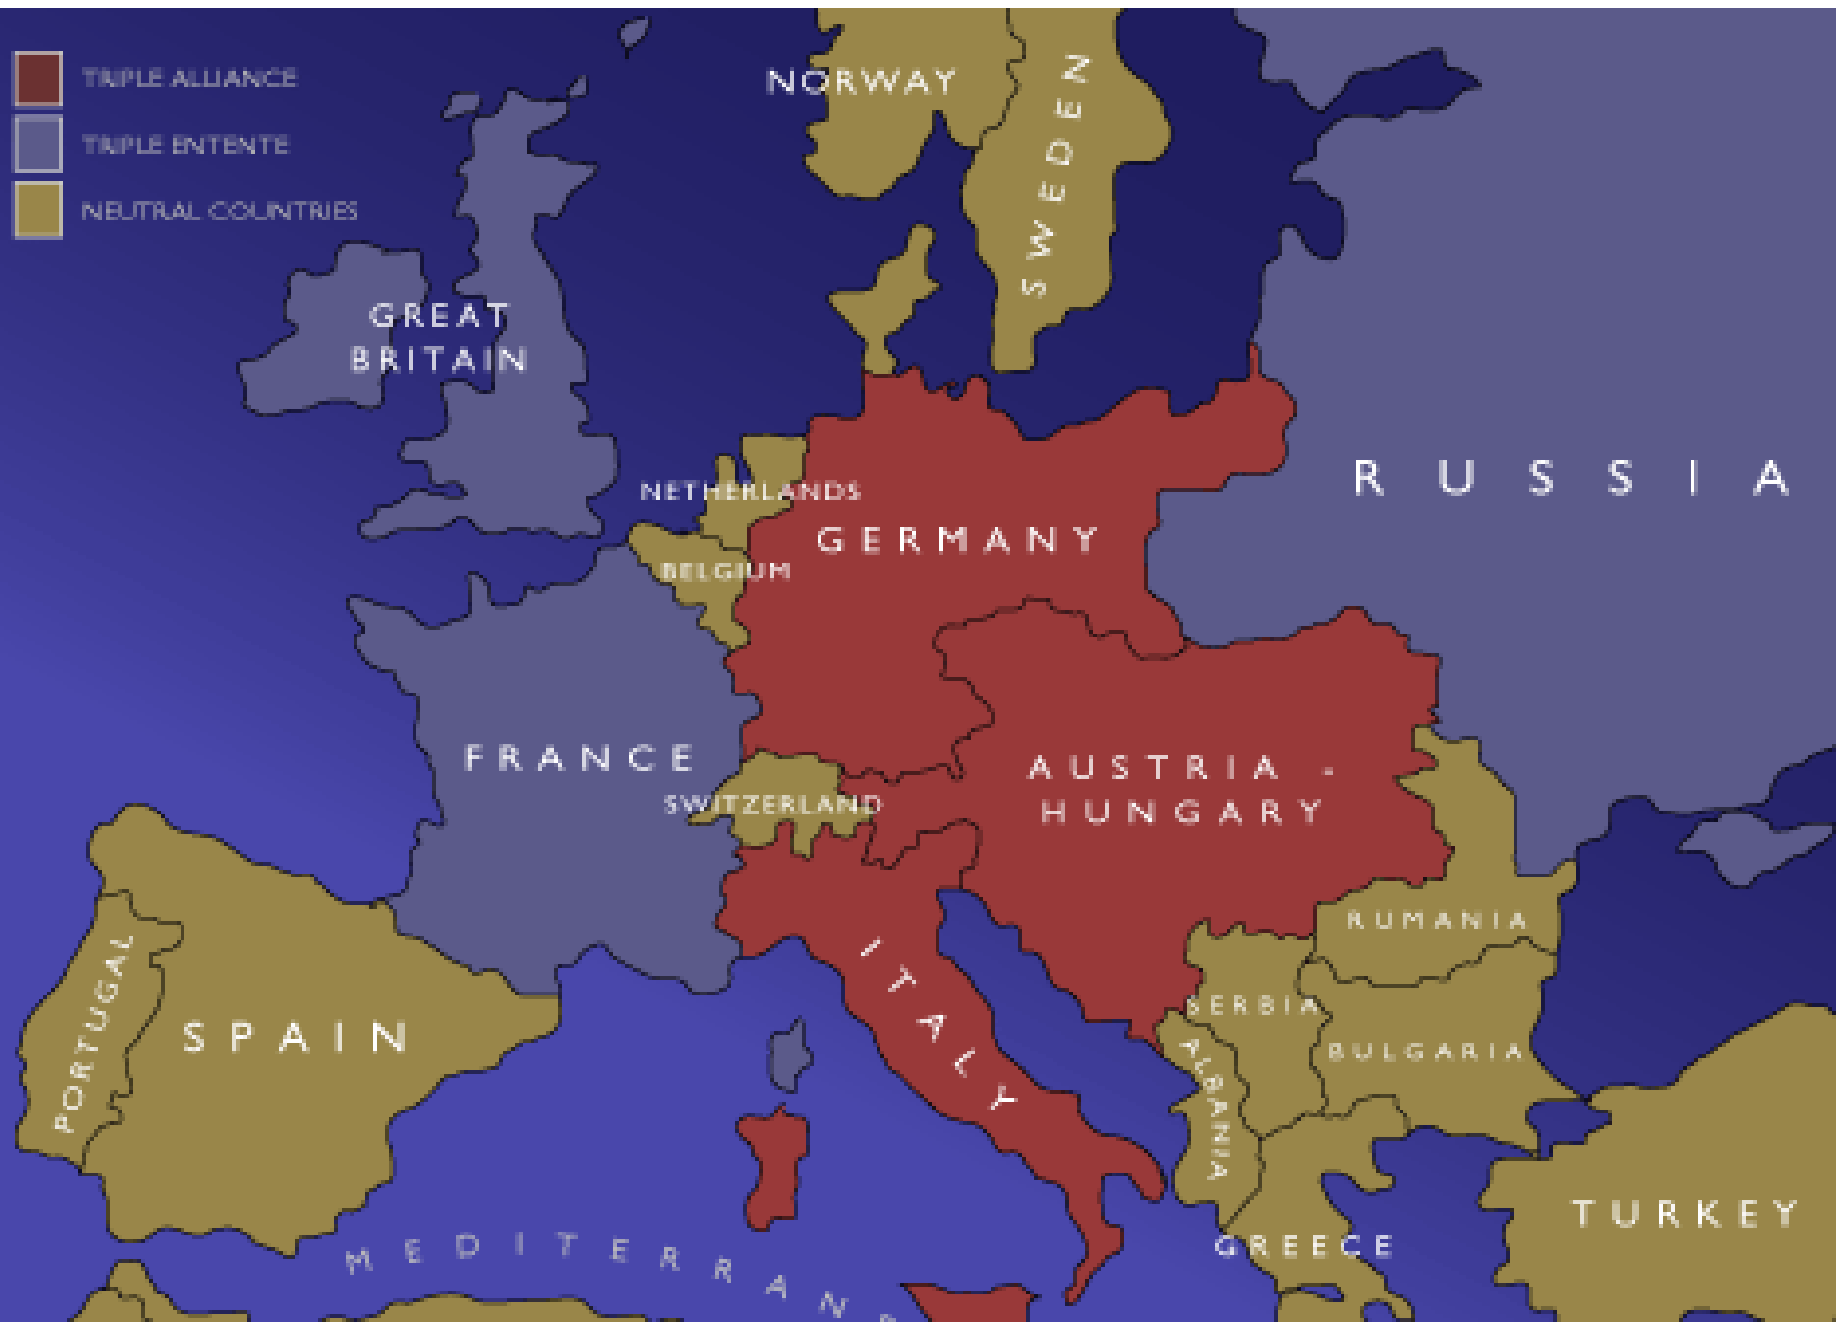 TRIPLE ALLIANCE
TRIPLE ENTENTE
NEUTRAL COUNTRIES
NORWAY
SWEDEN
GREAT
BRITAIN
NETHERLANDS
RUSSIA
GERMANY
BELGIUM
FRANCE
AUSTRIA -
HUNGARY
SWITZERLAND
RUMANIA
PORTUGAL
SPAIN
ITALY
SERBIA
BULGARIA
ALBANIA
TURKEY
GREECE
MEDITERRAN